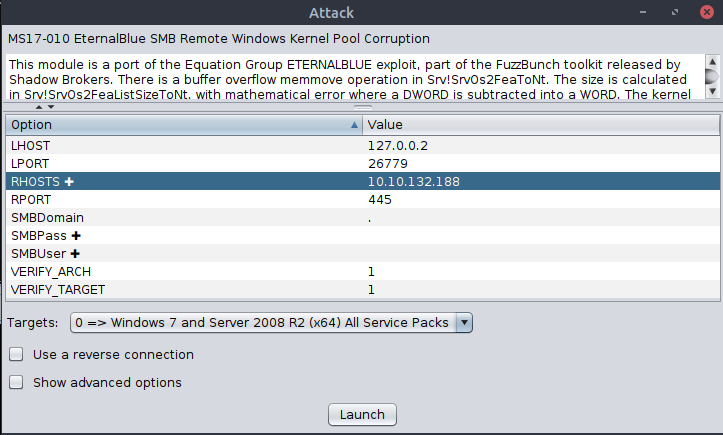 Attack
MS17-010 EternalBlue SMB Remote Windows Kernel Pool Corruption
This module is a port of the Equation Group ETERNALBLUE exploit, part of the FuzzBunch toolkit released by
Shadow Brokers. There is a buffer overflow memmove operation in Srv!SrvOs2FeaToNt. The size is calculated
in Srv!SrvOs2FeaListSizeToNt, with mathematical error where a DWORD is subtracted into a WORD. The kernel
Option Value
LHOST 127.0.0.2
LPORT 26779
RHOSTS ✚ 10.10.132.188
RPORT 445
SMBDomain .
SMBPass ✚
SMBUser ✚
VERIFY_ARCH 1
VERIFY_TARGET 1
Targets: 0 => Windows 7 and Server 2008 R2 (x64) All Service Packs
Use a reverse connection
Show advanced options
Launch